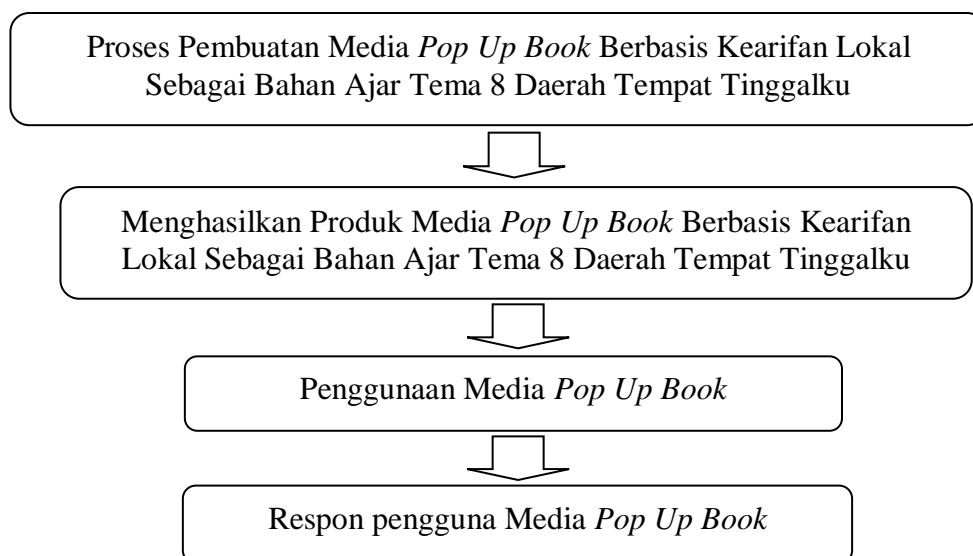 Proses Pembuatan Media Pop Up Book Berbasis Kearifan Lokal
Sebagai Bahan Ajar Tema 8 Daerah Tempat Tinggalku
Menghasilkan Produk Media Pop Up Book Berbasis Kearifan
Lokal Sebagai Bahan Ajar Tema 8 Daerah Tempat Tinggalku
Penggunaan Media Pop Up Book
Respon pengguna Media Pop Up Book